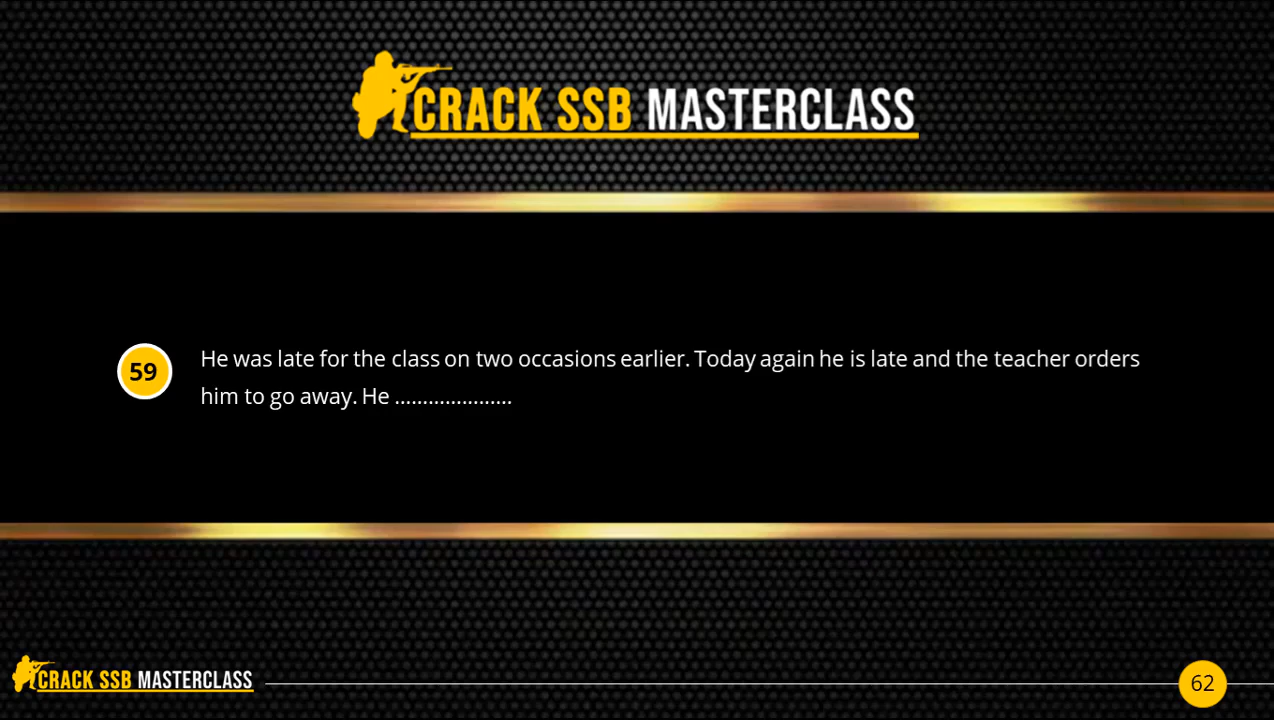 CRACK SSB MASTERCLASS
59
He was late for the class on two occasions earlier. Today again he is late and the teacher orders
him to go away. He .....................
CRACK SSB MASTERCLASS
62